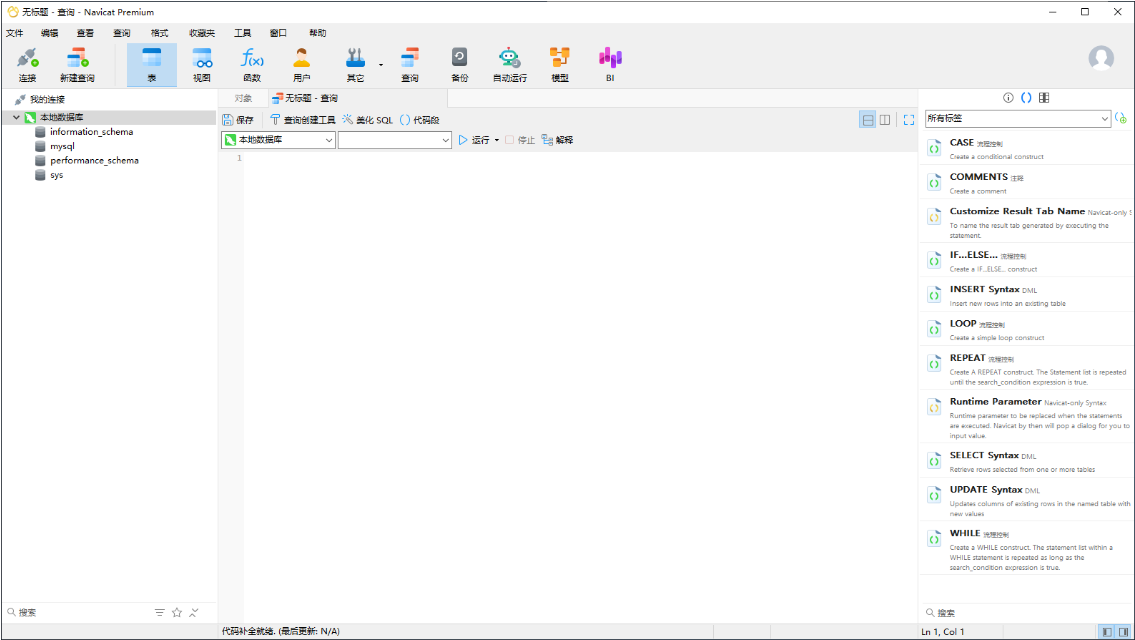 无标题 - 查询 - Navicat Premium
文件 编辑 查看 查询 格式 收藏夹 工具 窗口 帮助
连接 新建查询 表 视图 函数 用户 其它 查询 备份 自动运行 模型 BI
我的连接
本地数据库
information_schema
mysql
performance_schema
sys
搜索
对象 无标题 - 查询
保存 查询创建工具 美化 SQL 代码段
本地数据库 运行 停止 解释
1
代码补全就绪. (最后更新: N/A)
所有标签
CASE 流程控制
Create a conditional construct
COMMENTS 注释
Create a comment
Customize Result Tab Name Navicat-only S
To name the result tab generated by executing the
statement.
IF...ELSE... 流程控制
Create a IF...ELSE... construct
INSERT Syntax DML
Insert new rows into an existing table
LOOP 流程控制
Create a simple loop construct
REPEAT 流程控制
Create A REPEAT construct. The Statement list is repeated
until the search_condition expression is true.
Runtime Parameter Navicat-only Syntax
Runtime parameter to be replaced when the statements
are executed. Navicat by then will pop a dialog for you to
input value.
SELECT Syntax DML
Retrieve rows selected from one or more tables
UPDATE Syntax DML
Updates columns of existing rows in the named table with
new values
WHILE 流程控制
Create a WHILE construct. The statement list within a
WHILE statement is repeated as long as the
search_condition expression is true.
搜索
Ln 1, Col 1